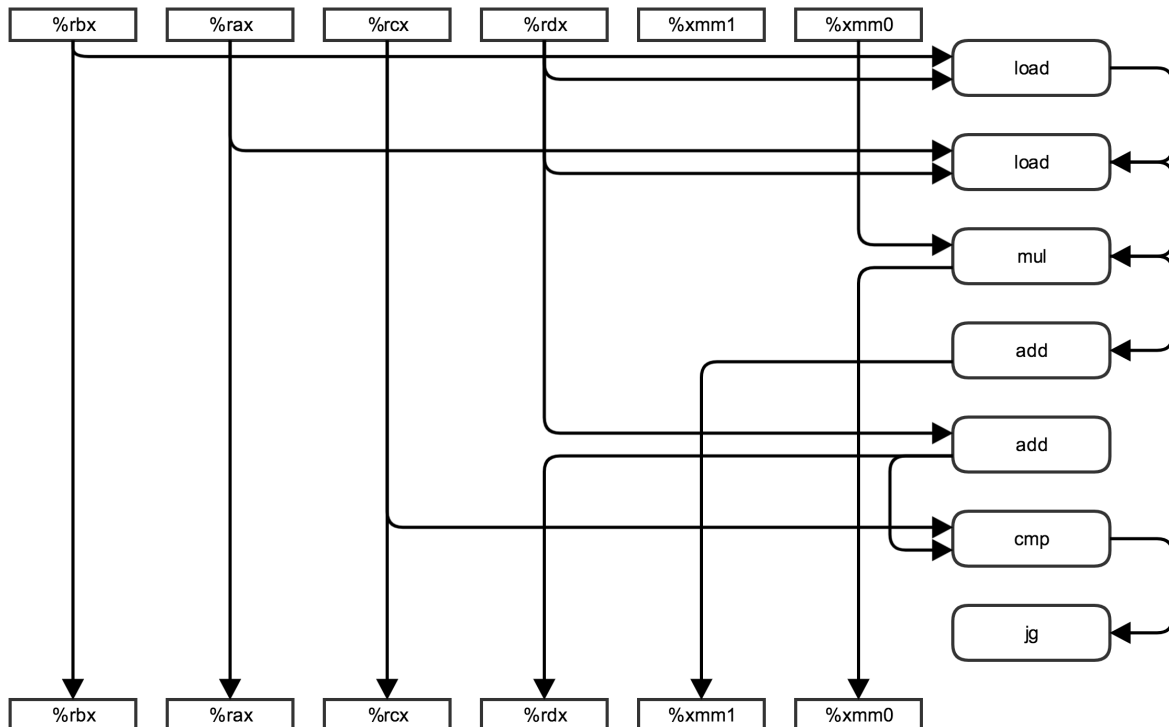 %rbx %rax %rcx %rdx %xmm1 %xmm0
load
load
mul
add
add
cmp
jg
%rbx %rax %rcx %rdx %xmm1 %xmm0